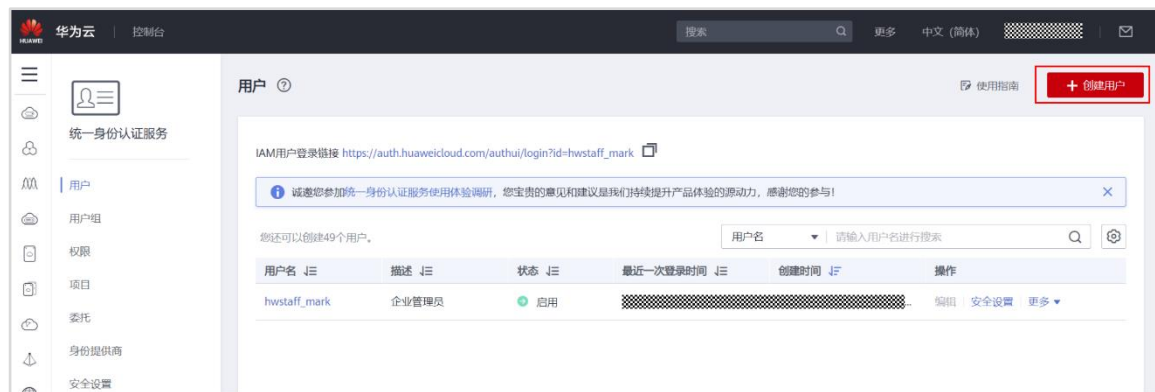 HUAWEI 华为云 | 控制台 搜索 更多 中文 (简体)
统一身份认证服务
用户
用户组
权限
项目
委托
身份提供商
安全设置
用户 使用指南 + 创建用户
IAM用户登录链接 https://auth.huaweicloud.com/authui/login?id=hwstaff_mark
诚邀您参加统一身份认证服务使用体验调研，您宝贵的意见和建议是我们持续提升产品体验的源动力，感谢您的参与！
您还可以创建49个用户。 用户名 请输入用户名进行搜索
用户名 描述 状态 最近一次登录时间 创建时间 操作
hwstaff_mark 企业管理员 启用 ... 编辑 安全设置 更多